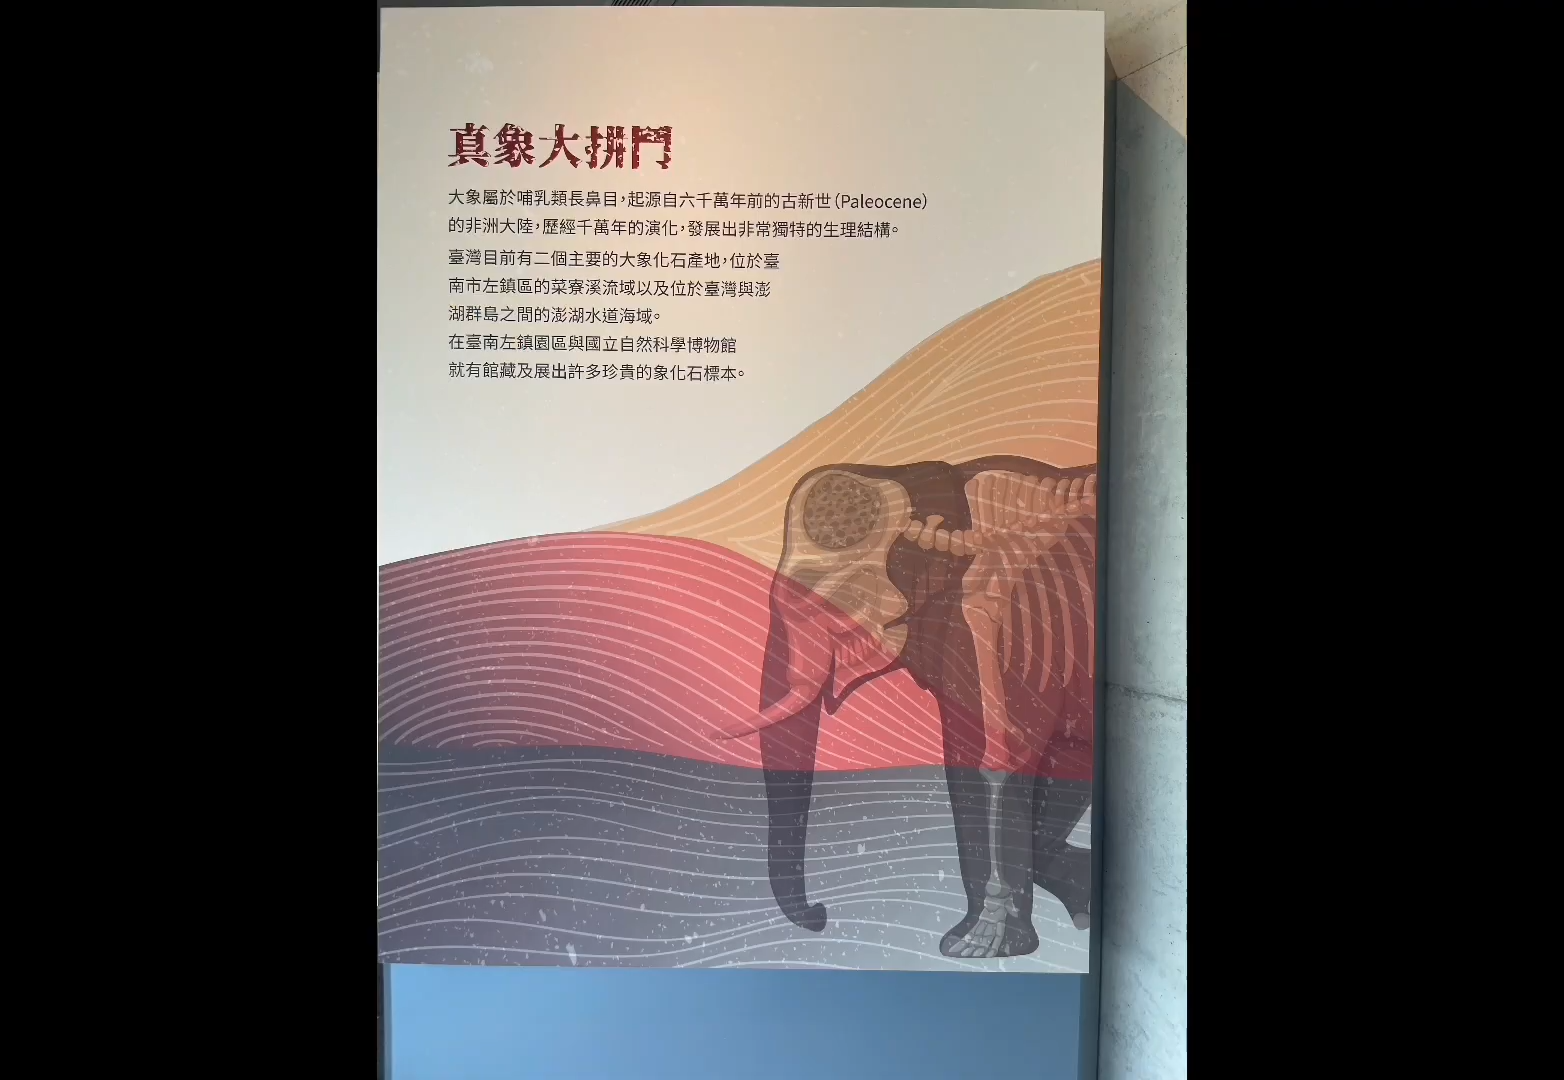 真象大拼鬥
大象屬於哺乳類長鼻目，起源自六千萬年前的古新世（Paleocene）
的非洲大陸，歷經千萬年的演化，發展出非常獨特的生理結構。
臺灣目前有二個主要的大象化石產地，位於臺
南市左鎮區的菜寮溪流域以及位於臺灣與澎
湖群島之間的澎湖水道海域。
在臺南左鎮園區與國立自然科學博物館
就有館藏及展出許多珍貴的象化石標本。